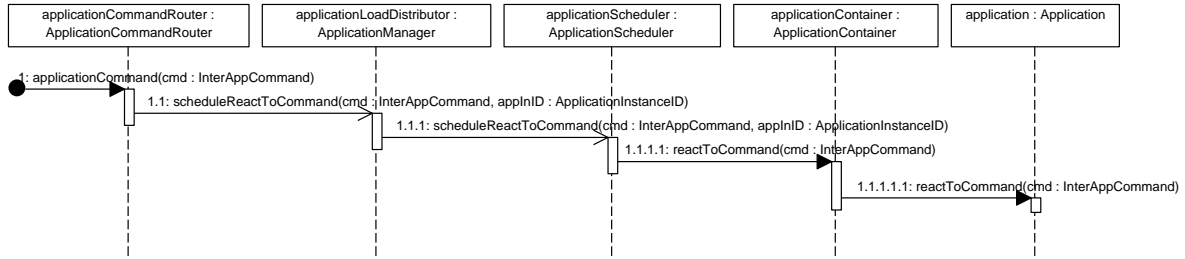 applicationCommandRouter :
ApplicationCommandRouter
applicationLoadDistributor :
ApplicationManager
applicationScheduler :
ApplicationScheduler
applicationContainer :
ApplicationContainer
application : Application
1: applicationCommand(cmd : InterAppCommand)
1.1: scheduleReactToCommand(cmd : InterAppCommand, appInID : ApplicationInstanceID)
1.1.1: scheduleReactToCommand(cmd : InterAppCommand, appInID : ApplicationInstanceID)
1.1.1.1: reactToCommand(cmd : InterAppCommand)
1.1.1.1.1: reactToCommand(cmd : InterAppCommand)